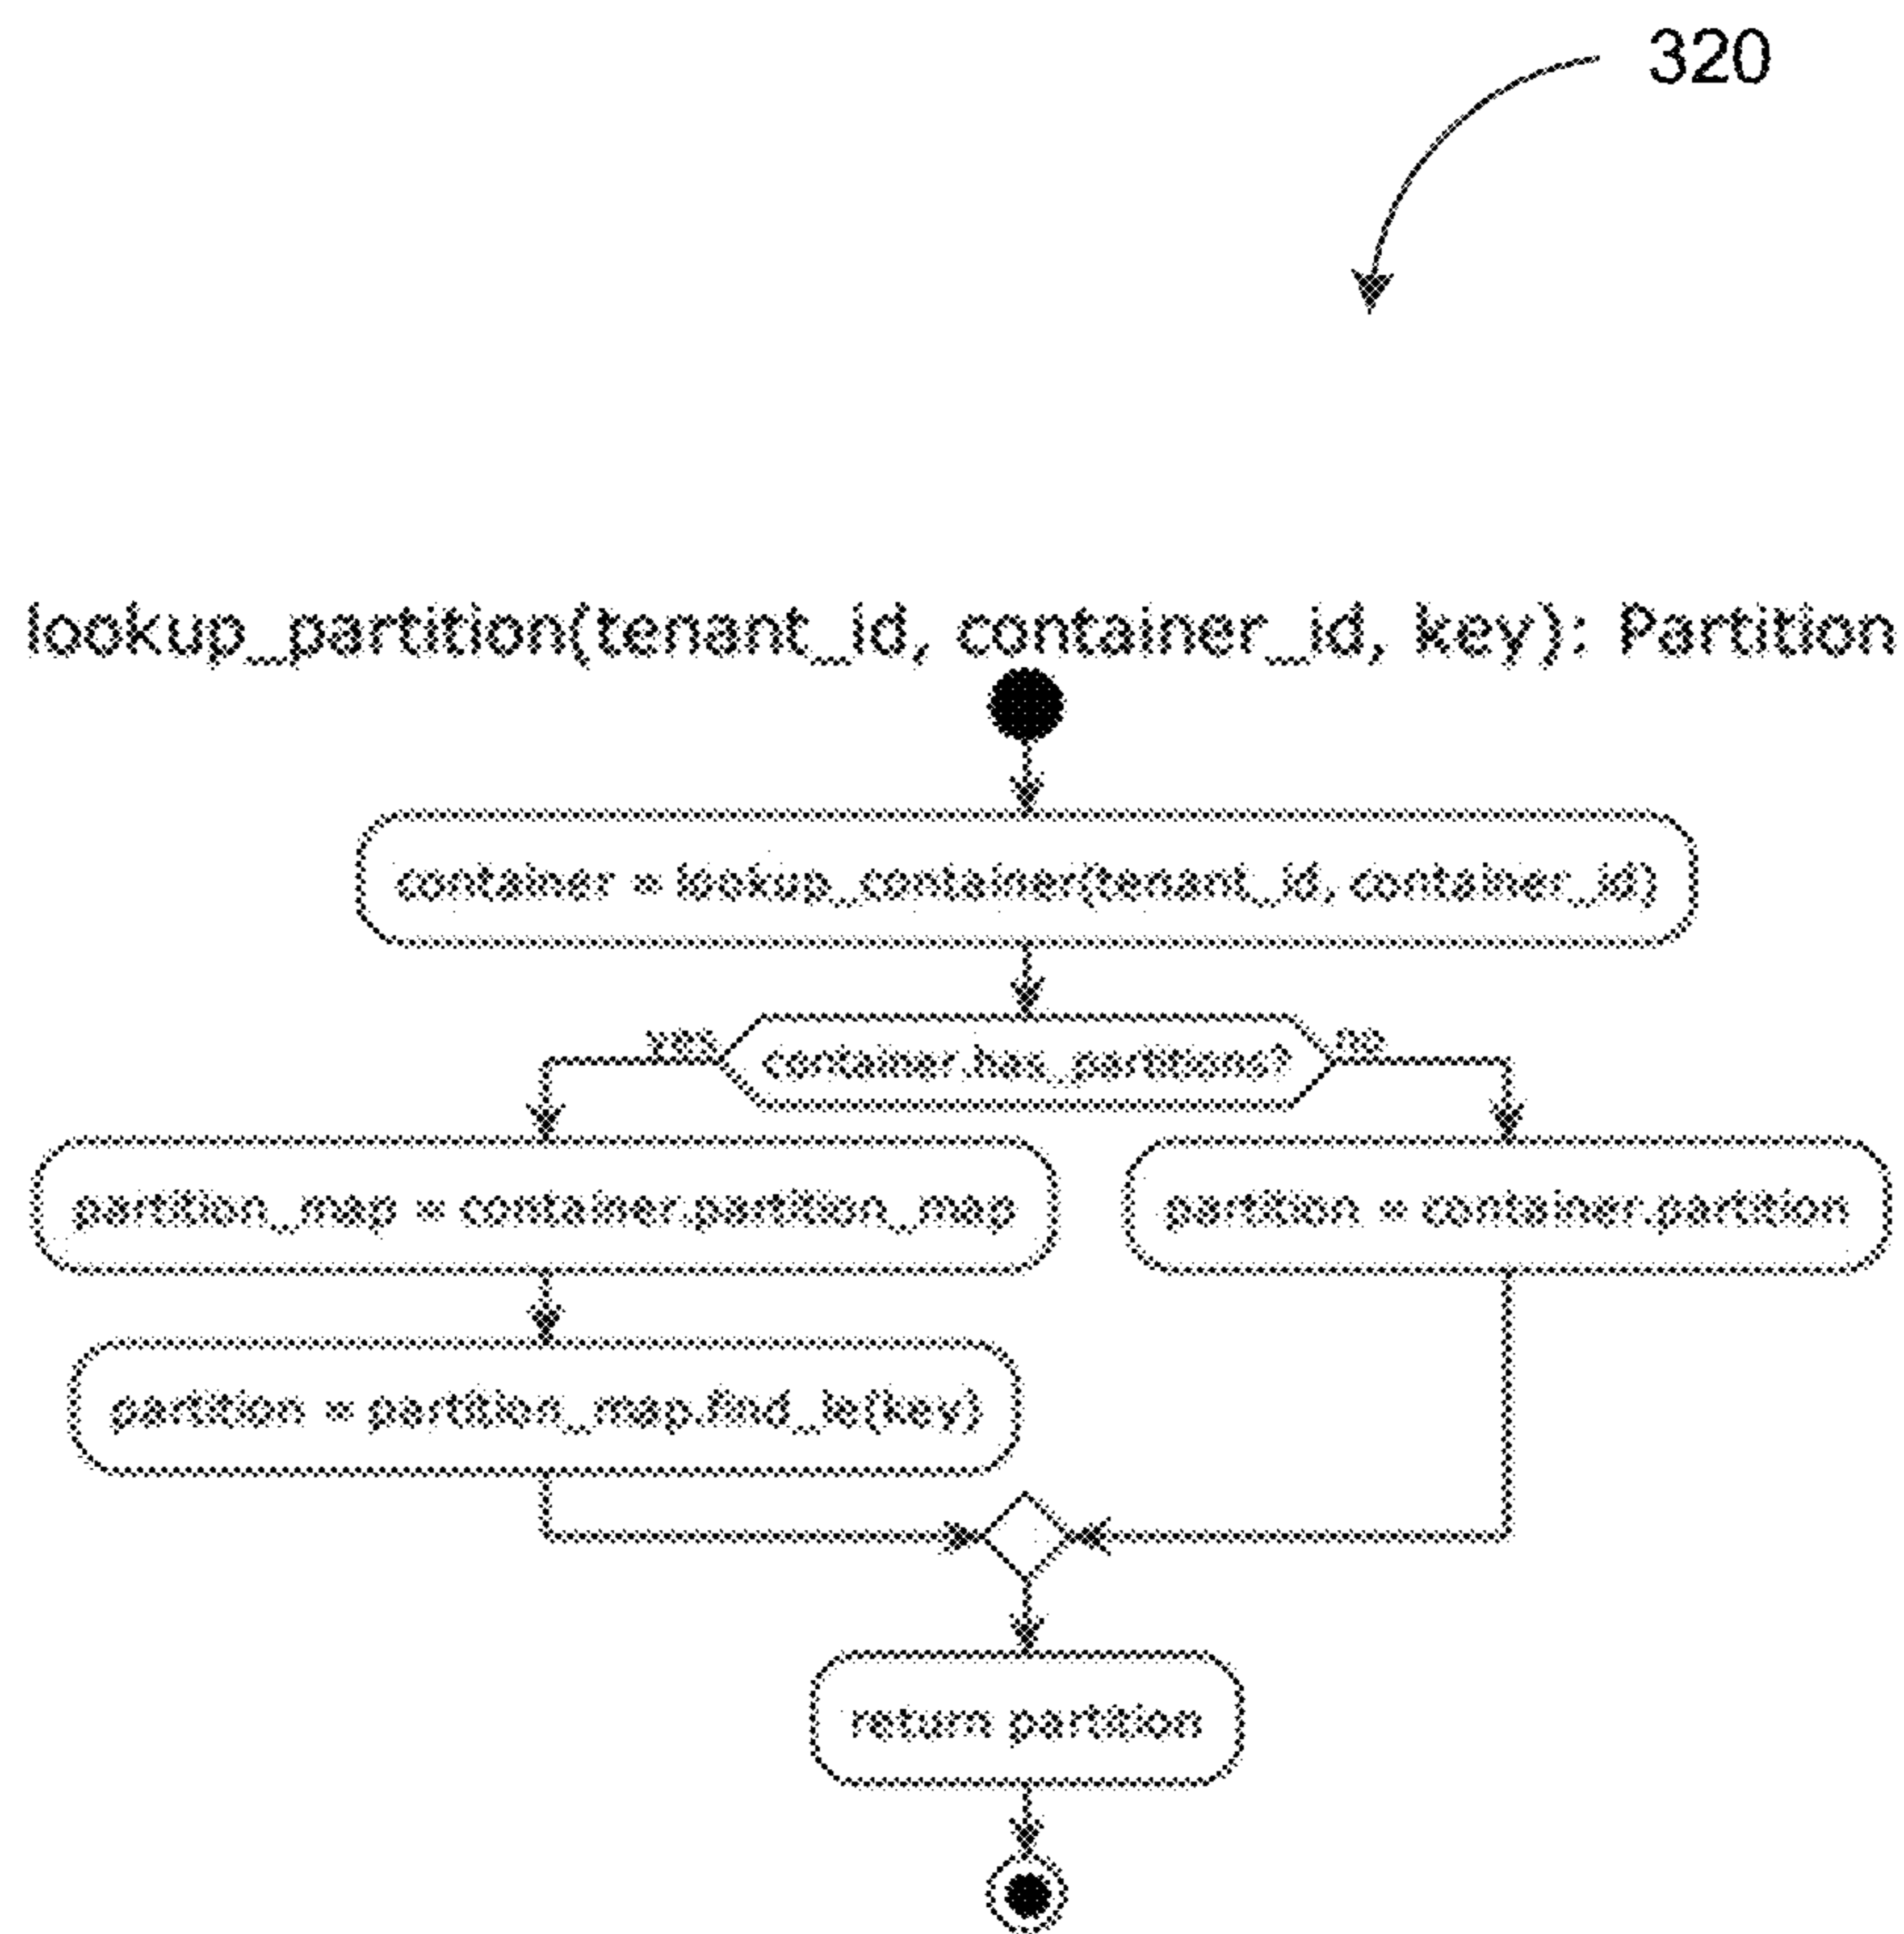 320
lookup_partition(tenant_id, container_id, key): Partition
container = lookup_container(tenant_id, container_id)
yes
container.has_partitions?
no
partition_map = container.partition_map
partition = container.partition
partition = partition_map.find_le(key)
return partition